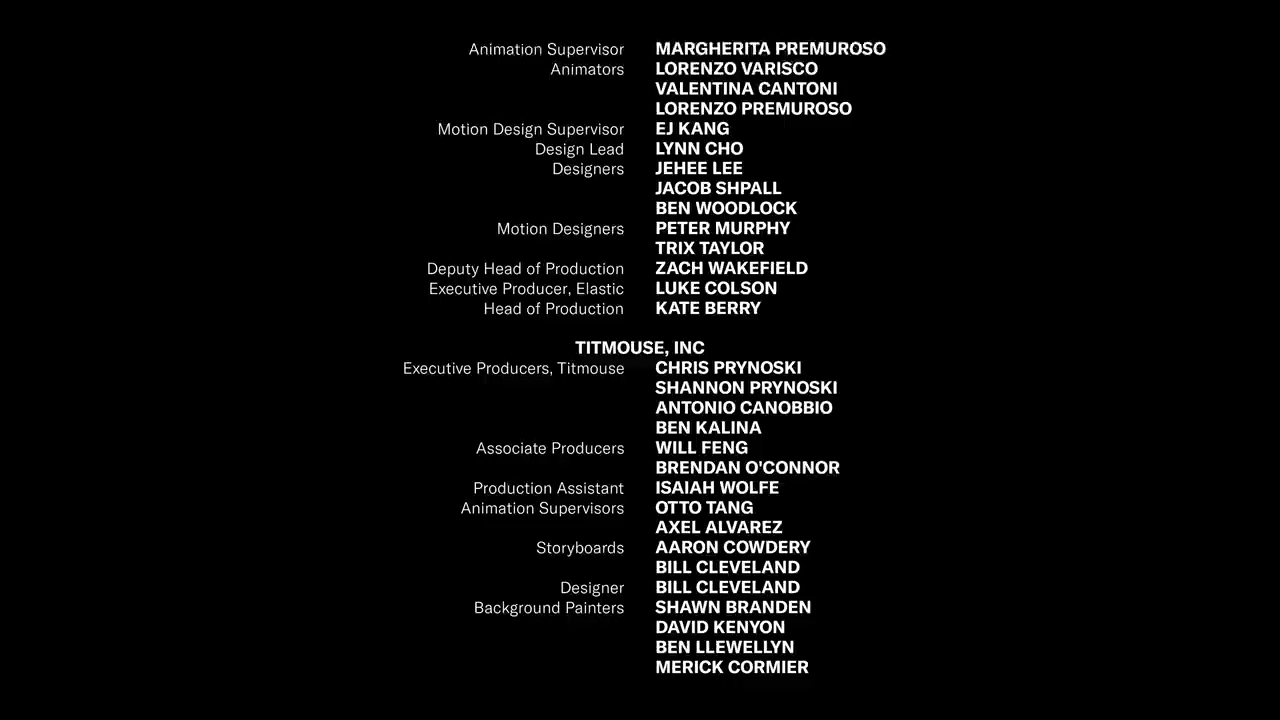 Animation Supervisor MARGHERITA PREMUROSO
Animators LORENZO VARISCO
VALENTINA CANTONI
LORENZO PREMUROSO
Motion Design Supervisor EJ KANG
Design Lead LYNN CHO
Designers JEHEE LEE
JACOB SHPALL
BEN WOODLOCK
Motion Designers PETER MURPHY
TRIX TAYLOR
Deputy Head of Production ZACH WAKEFIELD
Executive Producer, Elastic LUKE COLSON
Head of Production KATE BERRY
TITMOUSE, INC
Executive Producers, Titmouse CHRIS PRYNOSKI
SHANNON PRYNOSKI
ANTONIO CANOBBIO
BEN KALINA
Associate Producers WILL FENG
BRENDAN O'CONNOR
Production Assistant ISAIAH WOLFE
Animation Supervisors OTTO TANG
AXEL ALVAREZ
Storyboards AARON COWDERY
BILL CLEVELAND
Designer BILL CLEVELAND
Background Painters SHAWN BRANDEN
DAVID KENYON
BEN LLEWELLYN
MERICK CORMIER